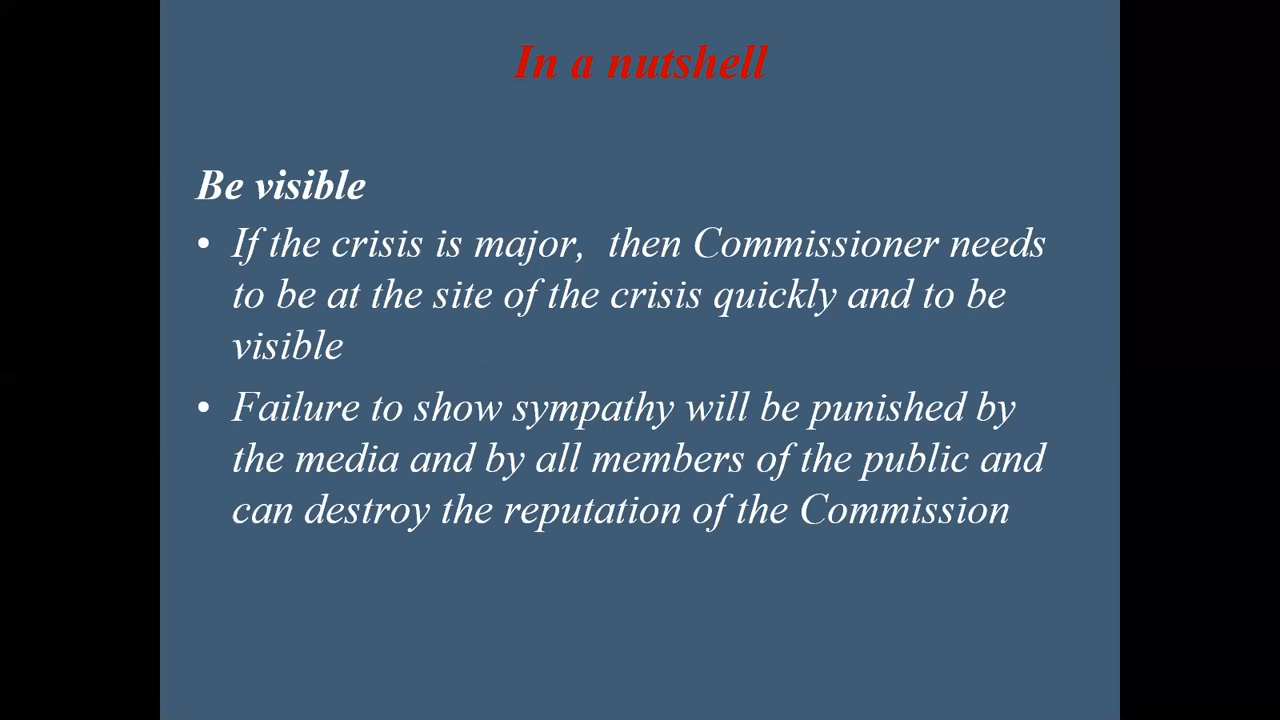 In a nutshell
Be visible
• If the crisis is major,  then Commissioner needs
to be at the site of the crisis quickly and to be
visible
• Failure to show sympathy will be punished by
the media and by all members of the public and
can destroy the reputation of the Commission